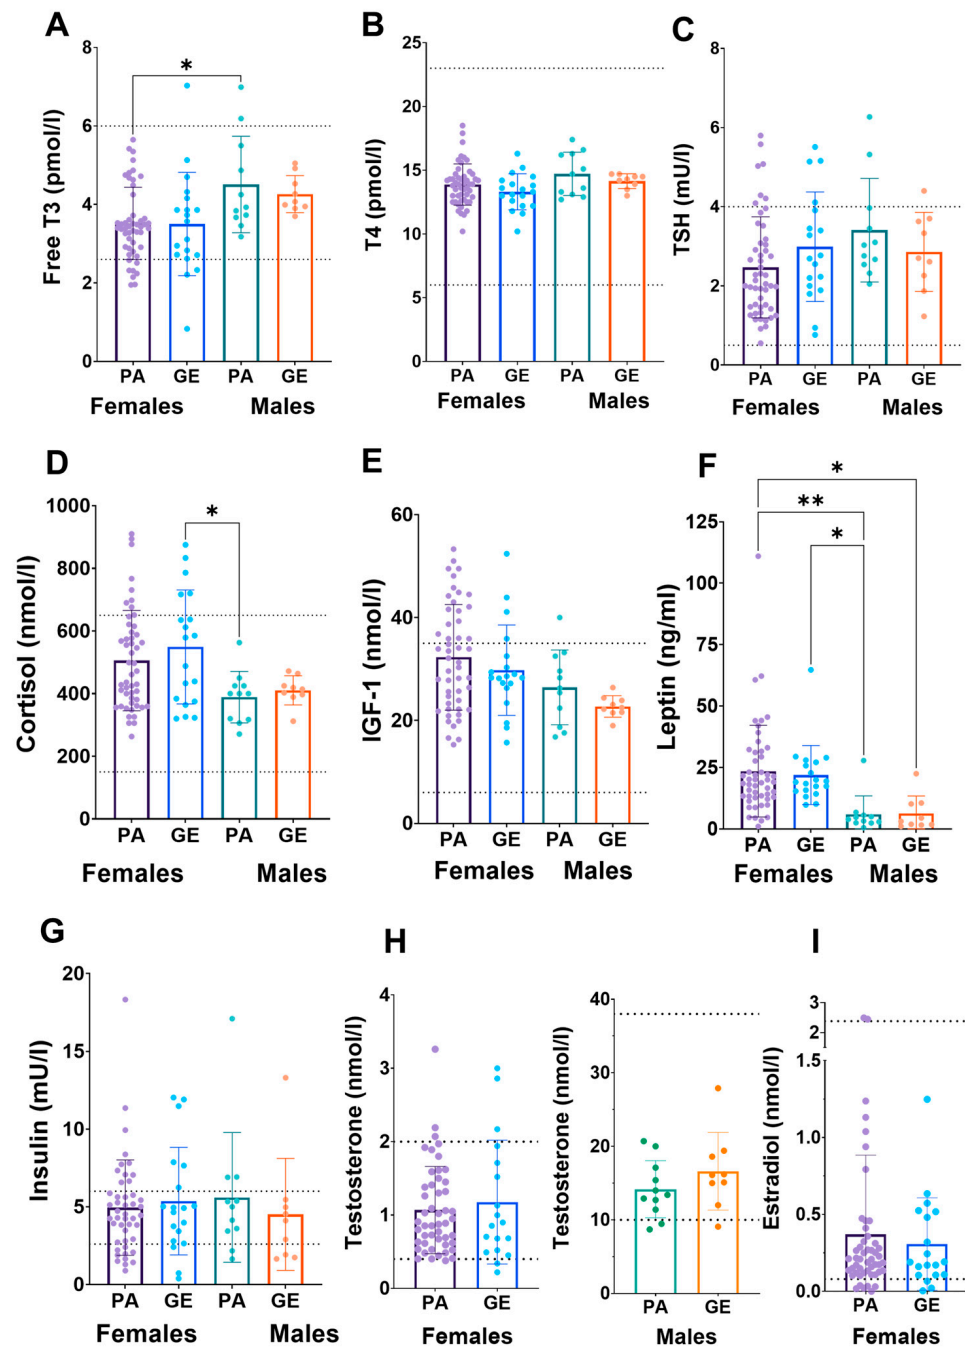 A
Free T3 (pmol/l)
8
6
4
2
0
*
PA GE PA GE
Females Males
B
T4 (pmol/l)
25
20
15
10
5
0
PA GE PA GE
Females Males
C
TSH (mU/l)
8
6
4
2
0
PA GE PA GE
Females Males
D
Cortisol (nmol/l)
1000
800
600
400
200
0
*
PA GE PA GE
Females Males
E
IGF-1 (nmol/l)
60
40
20
0
PA GE PA GE
Females Males
F
Leptin (ng/ml)
125
100
75
50
25
0
*
**
*
PA GE PA GE
Females Males
G
Insulin (mU/l)
20
15
10
5
0
PA GE PA GE
Females Males
H
Testosterone (nmol/l)
4
3
2
1
0
PA GE
Females
Testosterone (nmol/l)
40
30
20
10
0
PA GE
Males
I
Estradiol (nmol/l)
3
2
1.5
1.0
0.5
0.0
PA GE
Females